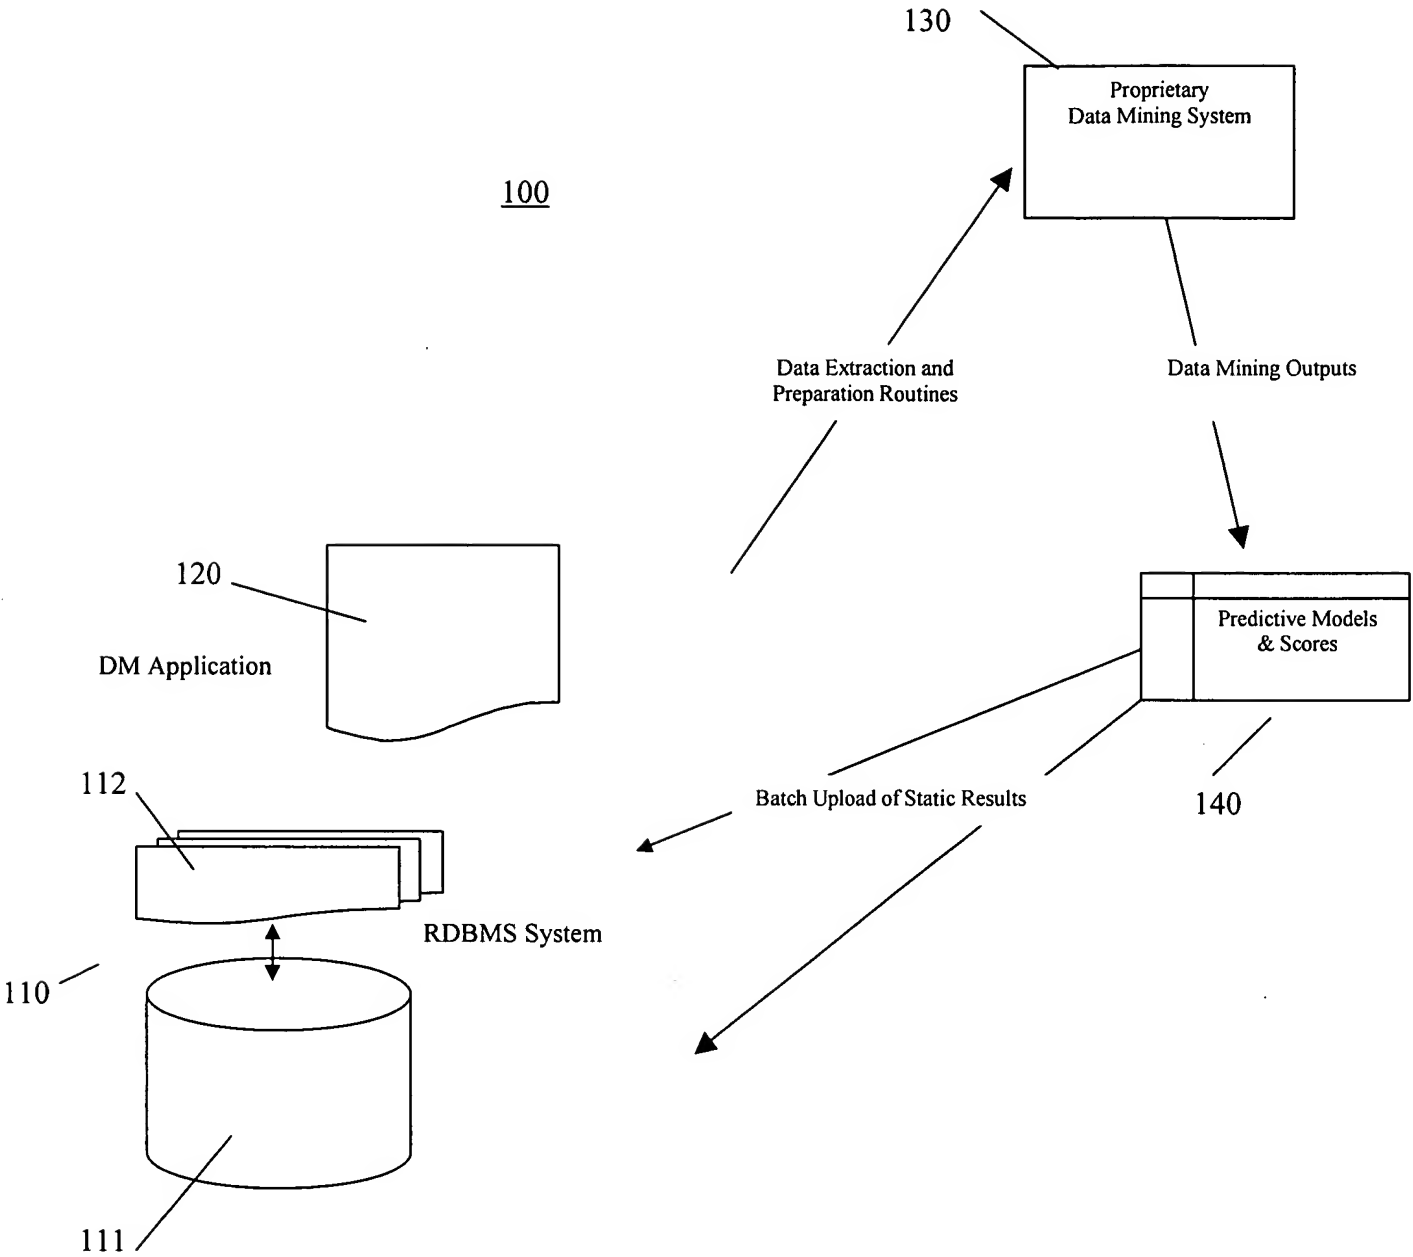 130
Proprietary
Data Mining System
100
Data Extraction and
Preparation Routines
Data Mining Outputs
120
DM Application
Predictive Models
& Scores
112
Batch Upload of Static Results
140
RDBMS System
110
111